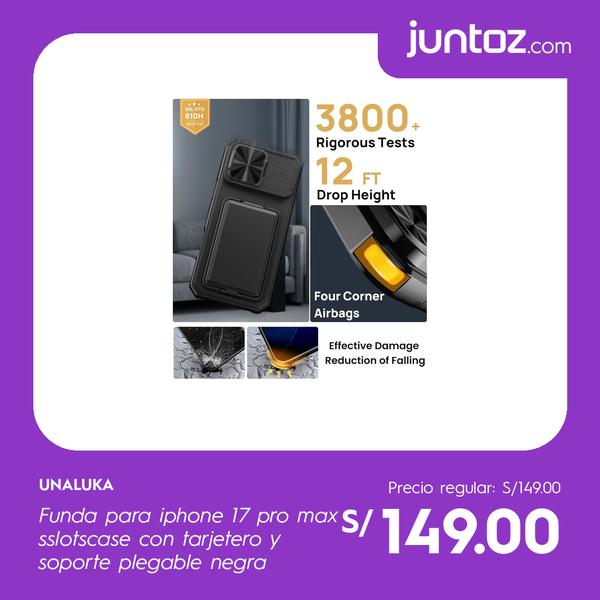 juntoz.com
MIL-STD
810H
3800+
Rigorous Tests
12 FT
Drop Height
Four Corner
Airbags
Effective Damage
Reduction of Falling
UNALUKA
Precio regular: S/149.00
Funda para iphone 17 pro max
sslotscase con tarjetero y
soporte plegable negra
S/149.00